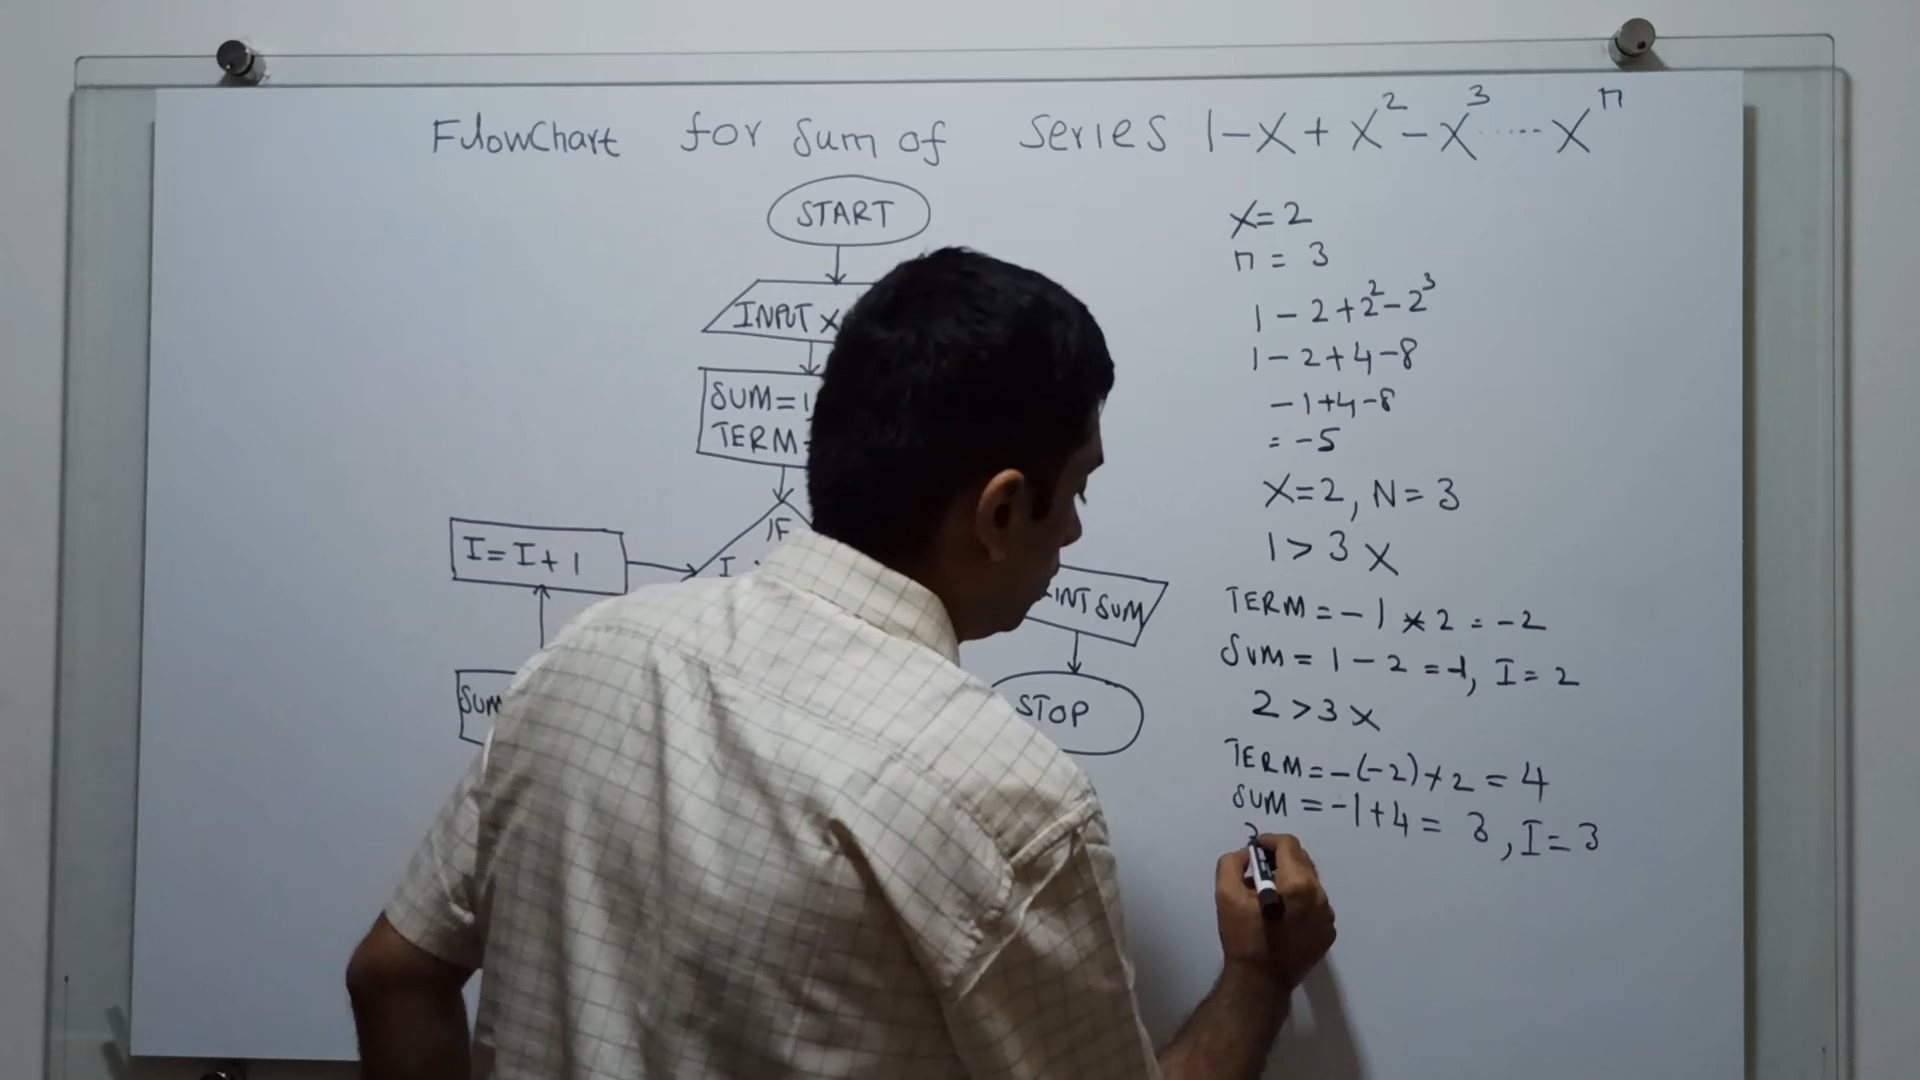 FlowChart for Sum of Series 1-X+X²-X³.....Xⁿ
START
INPUT X
SUM=1
TERM
IF
I
I=I+1
SUM
INT SUM
STOP
X=2
n = 3
1-2+2²-2³
1-2+4-8
-1+4-8
= -5
X=2, N=3
1>3 X
TERM=-1*2=-2
SUM=1-2=-1, I=2
2>3 X
TERM=-(-2)*2=4
SUM=-1+4=3, I=3